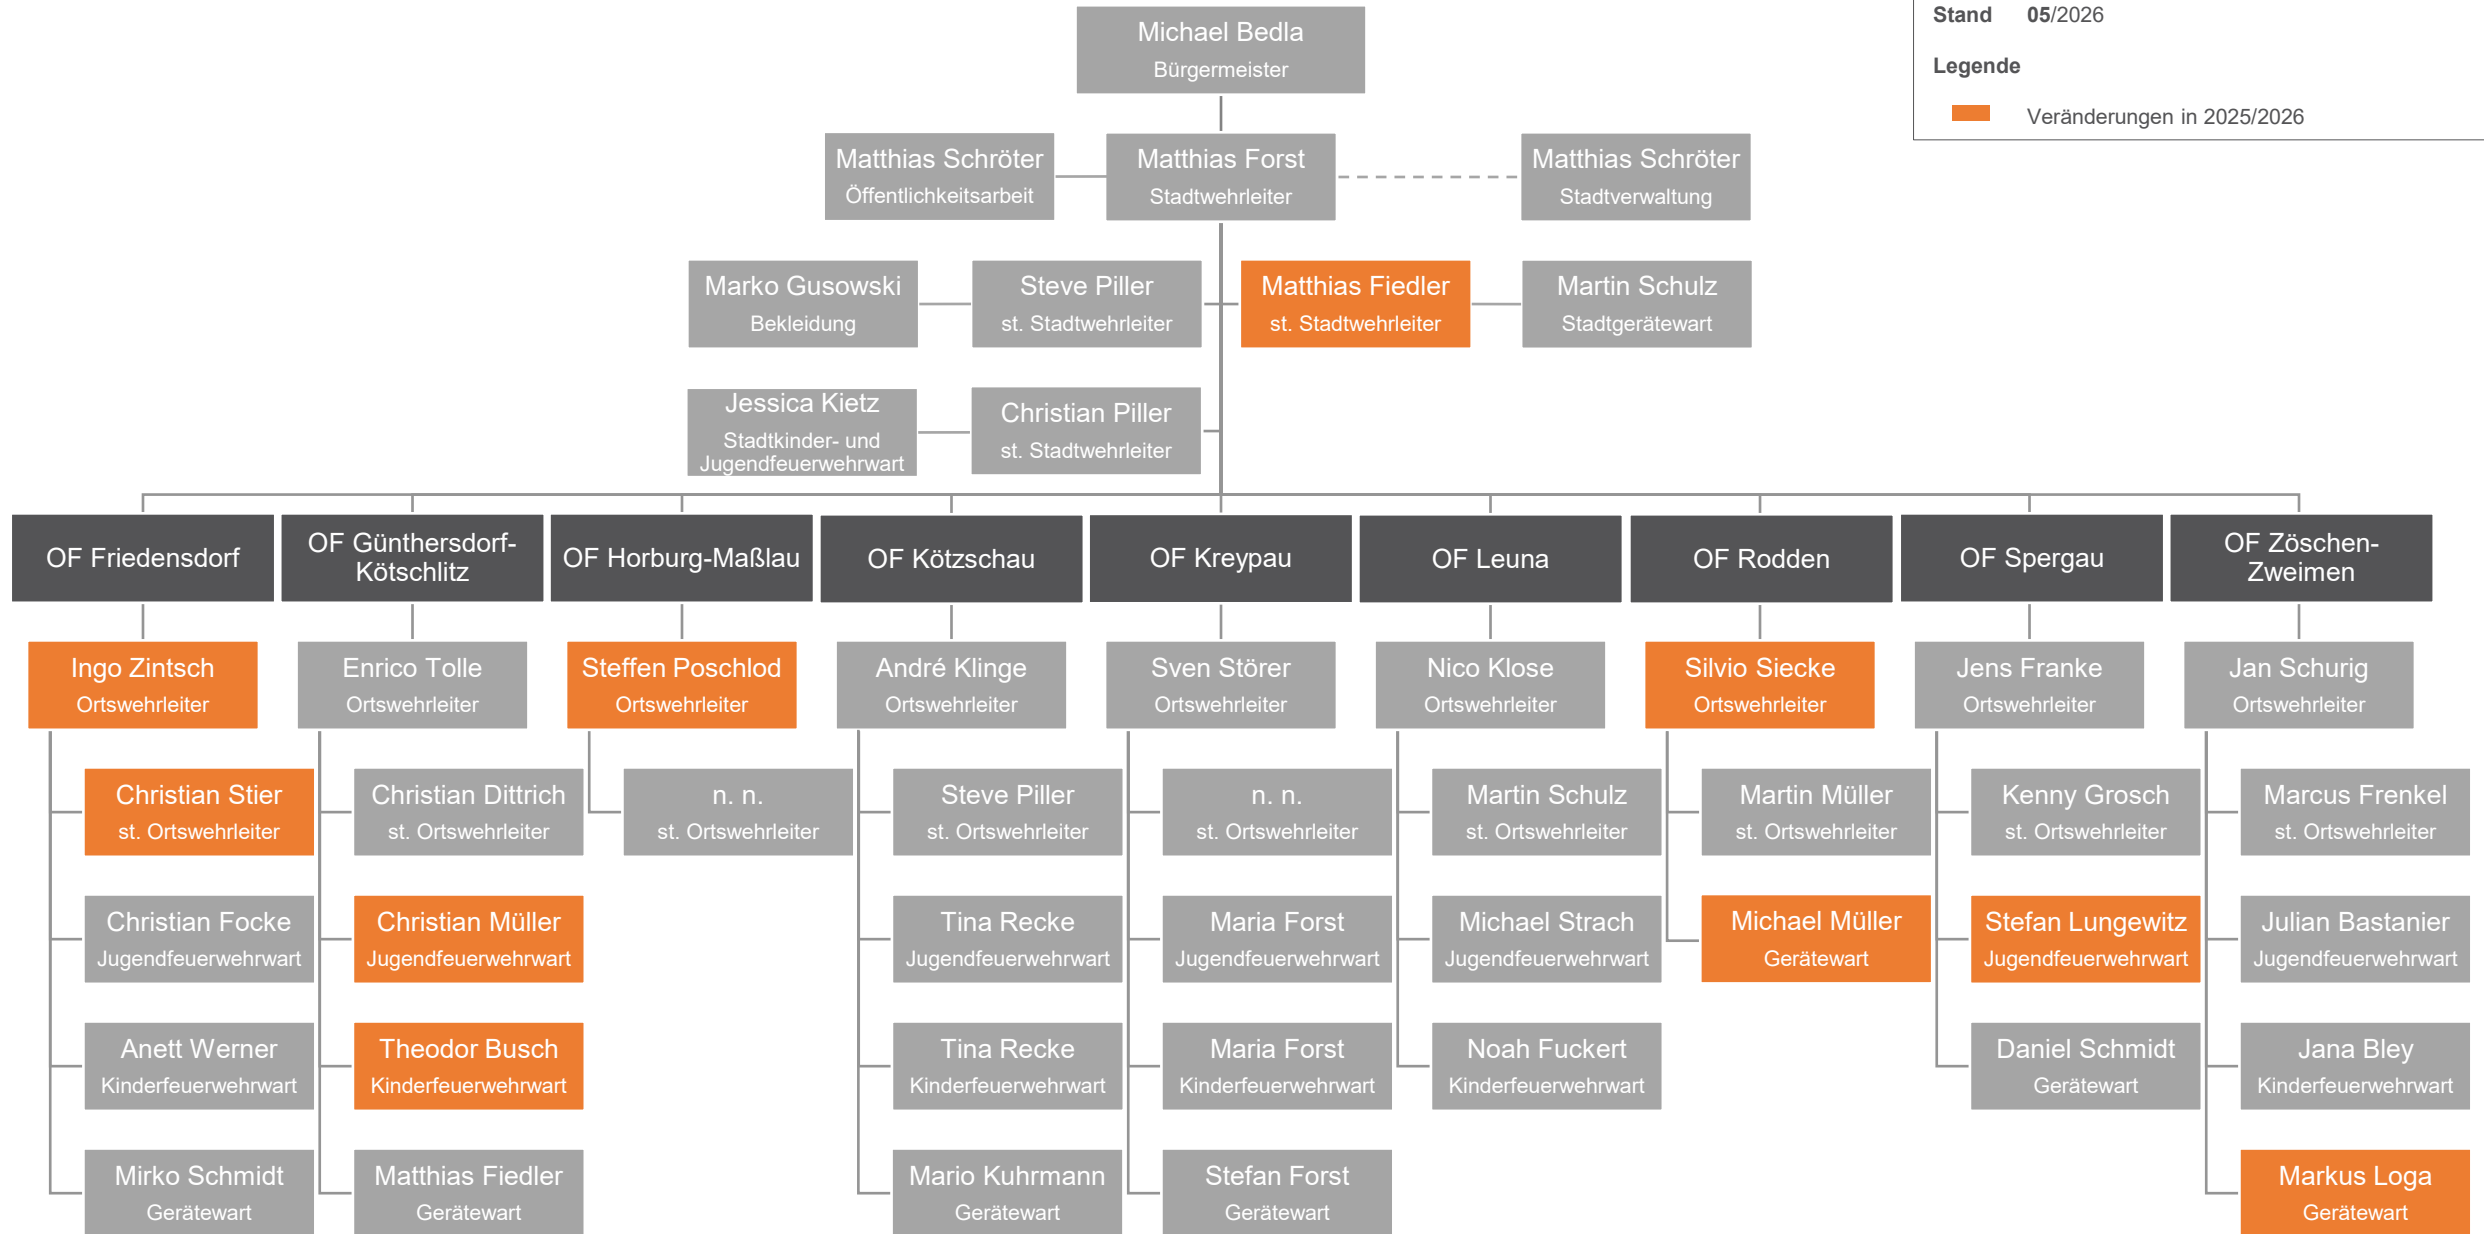 Stand 05/2026
Legende
Veränderungen in 2025/2026
Michael Bedla
Bürgermeister
Matthias Schröter
Öffentlichkeitsarbeit
Matthias Forst
Stadtwehrleiter
Matthias Schröter
Stadtverwaltung
Marko Gusowski
Bekleidung
Steve Piller
st. Stadtwehrleiter
Matthias Fiedler
st. Stadtwehrleiter
Martin Schulz
Stadtgerätewart
Jessica Kietz
Stadtkinder- und
Jugendfeuerwehrwart
Christian Piller
st. Stadtwehrleiter
OF Friedensdorf
Ingo Zintsch
Ortswehrleiter
Christian Stier
st. Ortswehrleiter
Christian Focke
Jugendfeuerwehrwart
Anett Werner
Kinderfeuerwehrwart
Mirko Schmidt
Gerätewart
OF Günthersdorf-
Kötschlitz
Enrico Tolle
Ortswehrleiter
Christian Dittrich
st. Ortswehrleiter
Christian Müller
Jugendfeuerwehrwart
Theodor Busch
Kinderfeuerwehrwart
Matthias Fiedler
Gerätewart
OF Horburg-Maßlau
Steffen Poschlod
Ortswehrleiter
n. n.
st. Ortswehrleiter
OF Kötzschau
André Klinge
Ortswehrleiter
Steve Piller
st. Ortswehrleiter
Tina Recke
Jugendfeuerwehrwart
Tina Recke
Kinderfeuerwehrwart
Mario Kuhrmann
Gerätewart
OF Kreypau
Sven Störer
Ortswehrleiter
n. n.
st. Ortswehrleiter
Maria Forst
Jugendfeuerwehrwart
Maria Forst
Kinderfeuerwehrwart
Stefan Forst
Gerätewart
OF Leuna
Nico Klose
Ortswehrleiter
Martin Schulz
st. Ortswehrleiter
Michael Strach
Jugendfeuerwehrwart
Noah Fuckert
Kinderfeuerwehrwart
OF Rodden
Silvio Siecke
Ortswehrleiter
Martin Müller
st. Ortswehrleiter
Michael Müller
Gerätewart
OF Spergau
Jens Franke
Ortswehrleiter
Kenny Grosch
st. Ortswehrleiter
Stefan Lungewitz
Jugendfeuerwehrwart
Daniel Schmidt
Gerätewart
OF Zöschen-
Zweimen
Jan Schurig
Ortswehrleiter
Marcus Frenkel
st. Ortswehrleiter
Julian Bastanier
Jugendfeuerwehrwart
Jana Bley
Kinderfeuerwehrwart
Markus Loga
Gerätewart